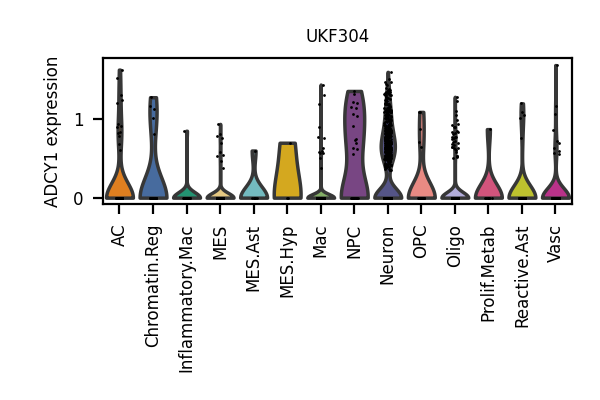 UKF304
ADCY1 expression
1
0
AC
Chromatin.Reg
Inflammatory.Mac
MES
MES.Ast
MES.Hyp
Mac
NPC
Neuron
OPC
Oligo
Prolif.Metab
Reactive.Ast
Vasc